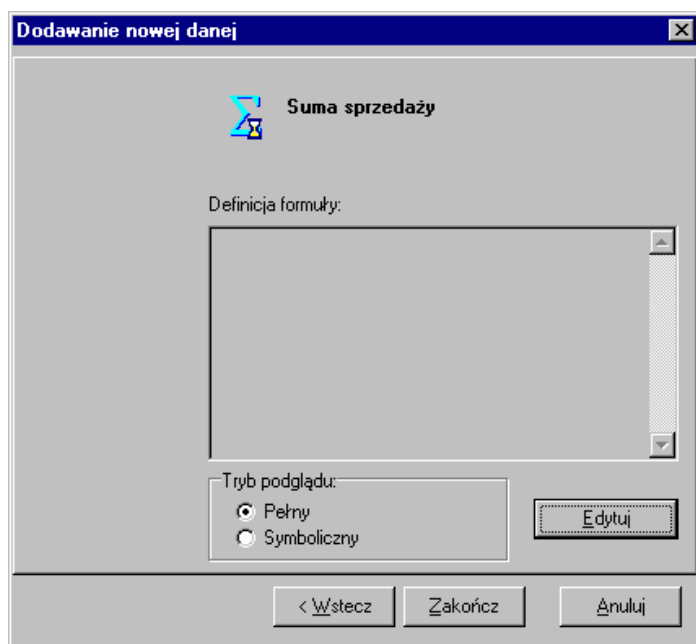 Dodawanie nowej danej
Suma sprzedaży
Definicja formuły:
Tryb podglądu:
Pełny
Symboliczny
Edytuj
< Wstecz
Zakończ
Anuluj